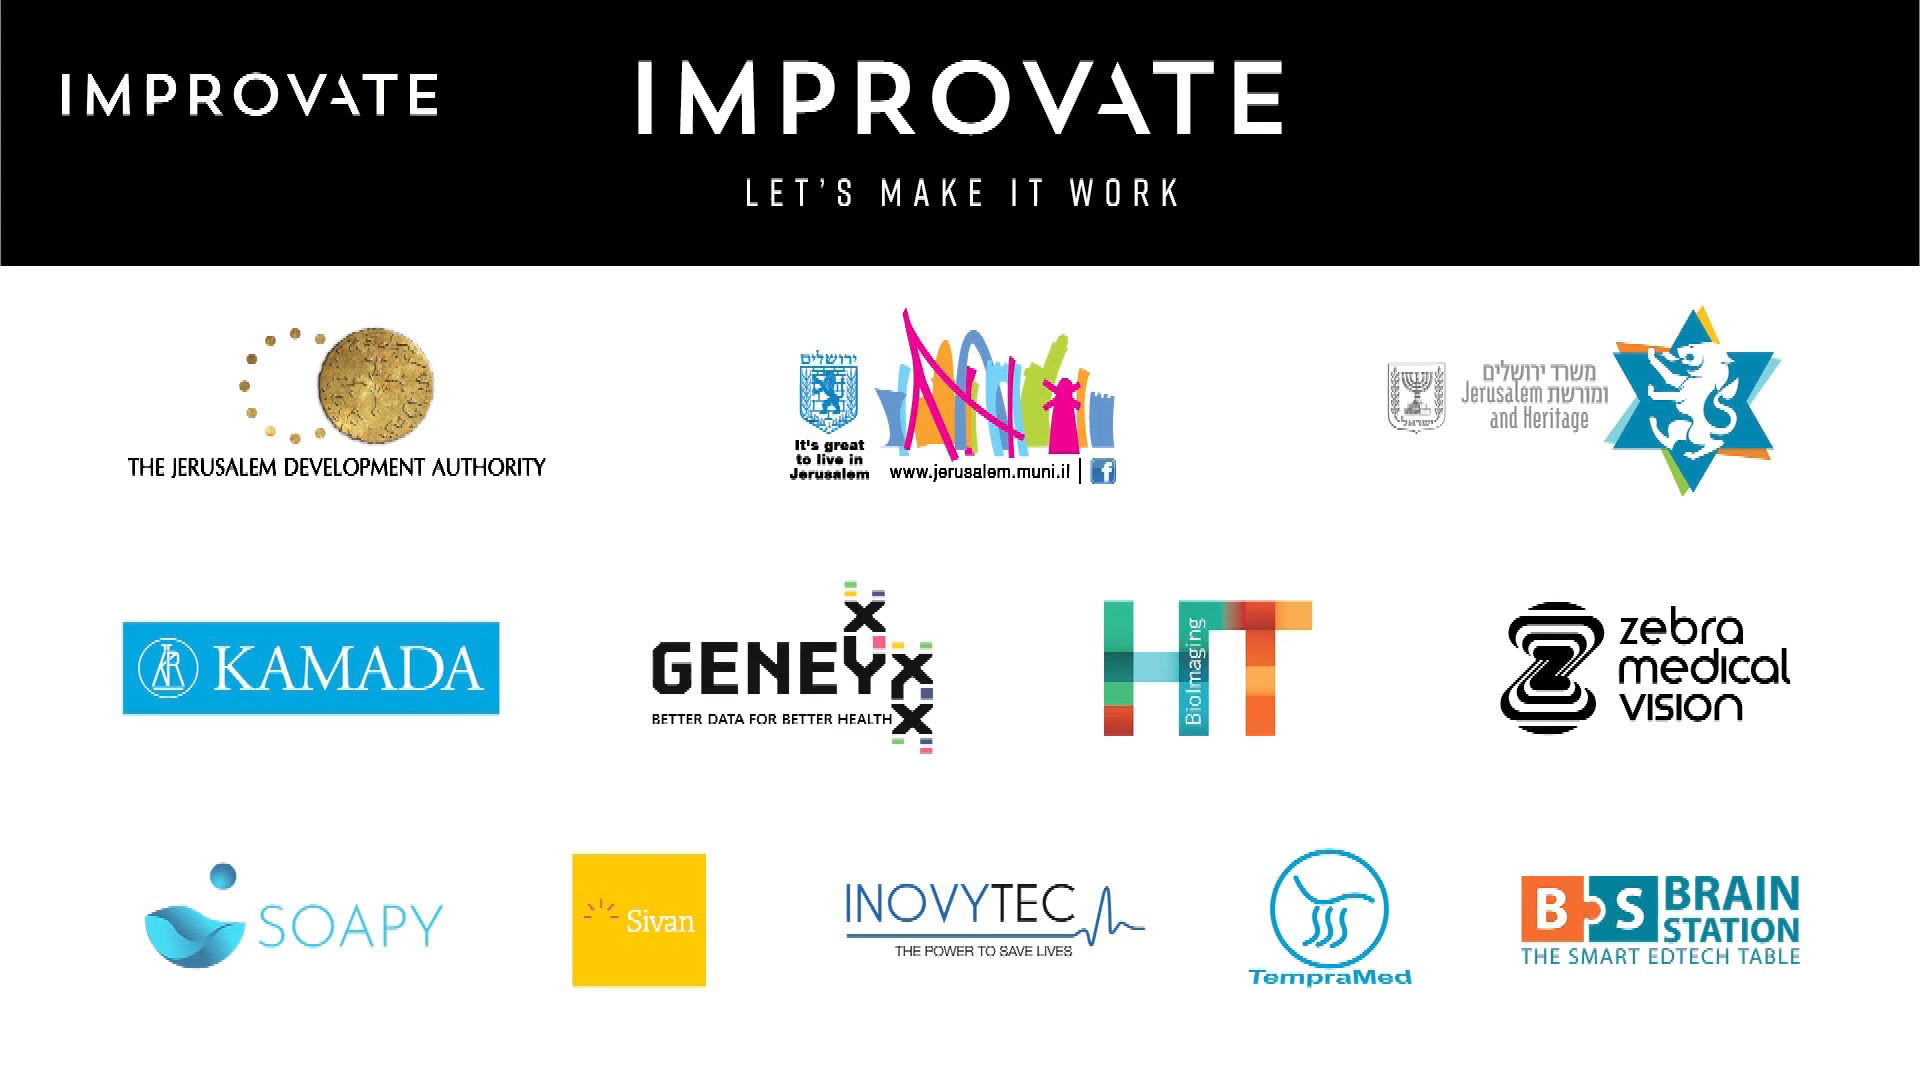 IMPROVATE
IMPROVATE
LET'S MAKE IT WORK
THE JERUSALEM DEVELOPMENT AUTHORITY
ירושלים
It's great
to live in
Jerusalem
www.jerusalem.muni.il | f
ישראל
משרד ירושלים
ומורשת Jerusalem
and Heritage
KAMADA
GENEYX
BETTER DATA FOR BETTER HEALTH
HT
BioImaging
zebra
medical
vision
SOAPY
Sivan
INOVYTEC
THE POWER TO SAVE LIVES
TempraMed
B S BRAIN
STATION
THE SMART EDTECH TABLE